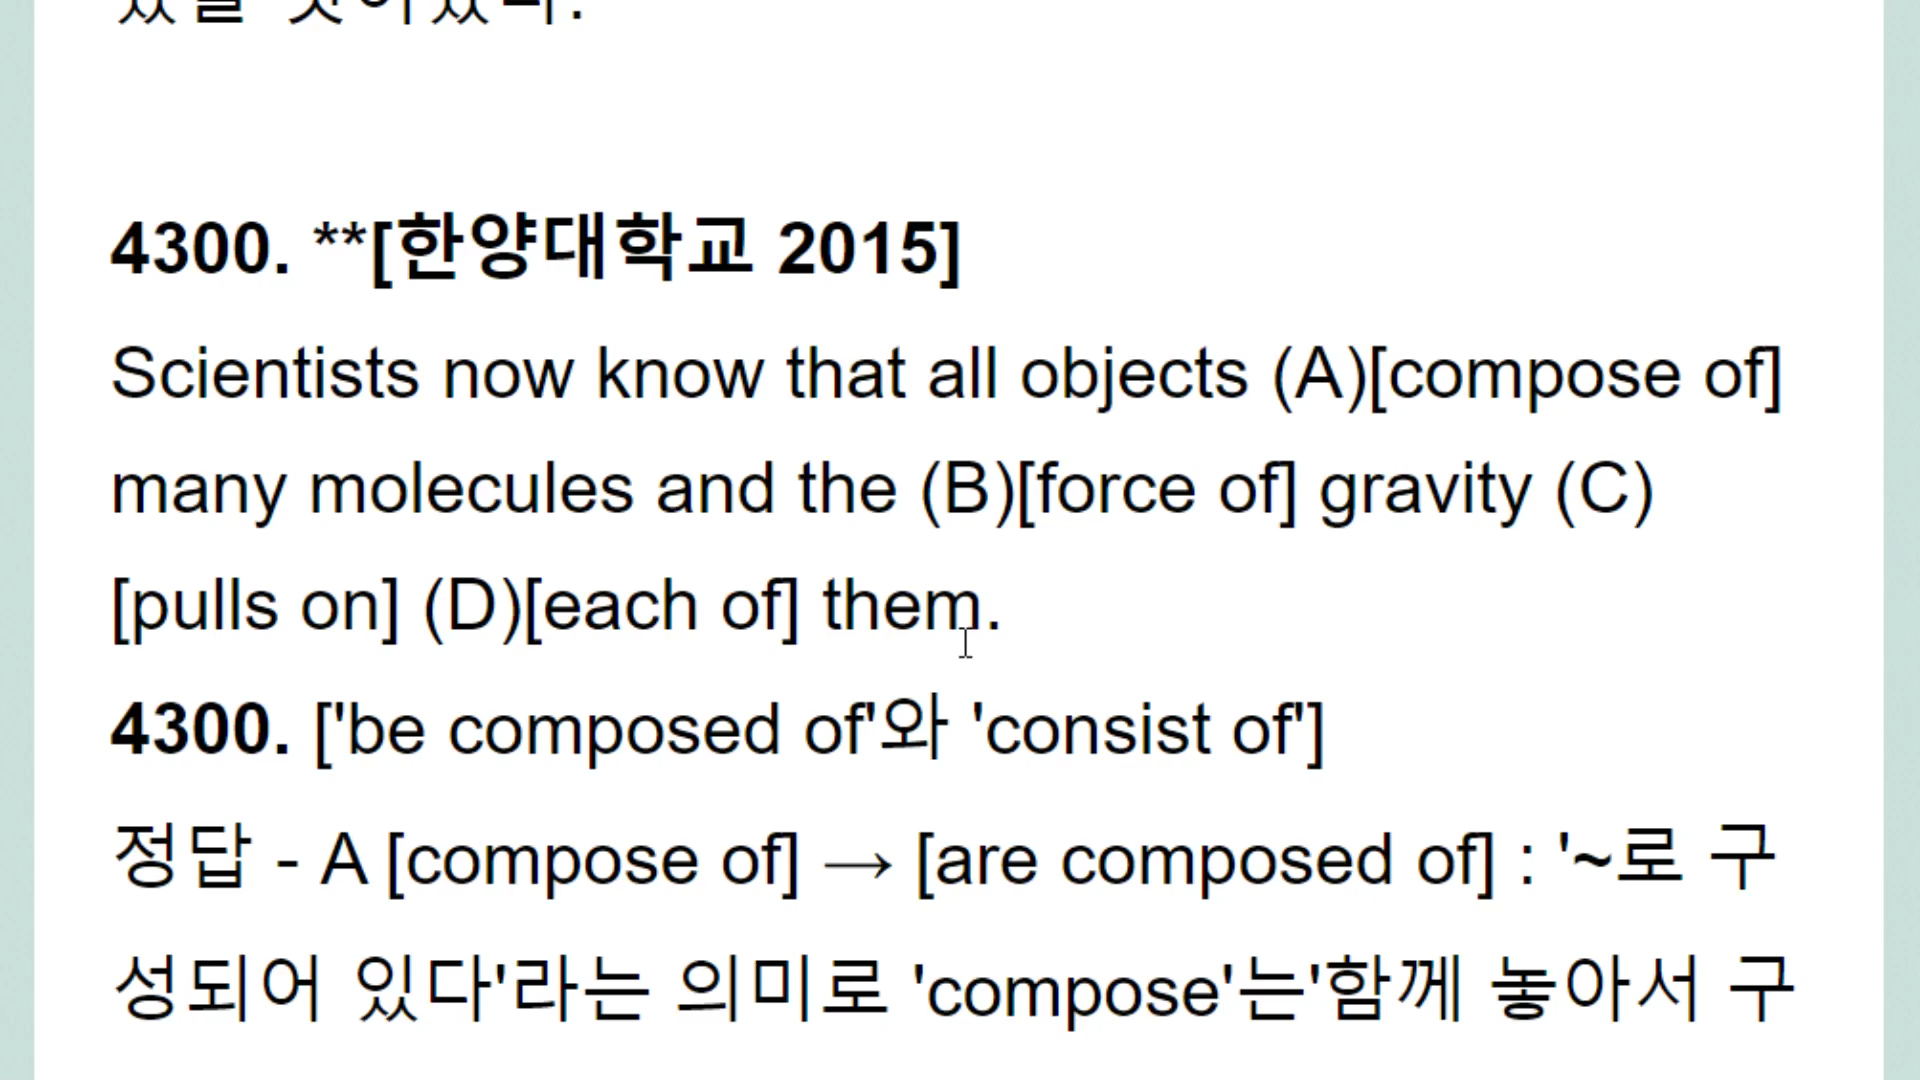 4300. **[한양대학교 2015]
Scientists now know that all objects (A)[compose of]
many molecules and the (B)[force of] gravity (C)
[pulls on] (D)[each of] them.
4300. ['be composed of'와 'consist of']
정답 - A [compose of] → [are composed of] : '~로 구
성되어 있다'라는 의미로 'compose'는'함께 놓아서 구